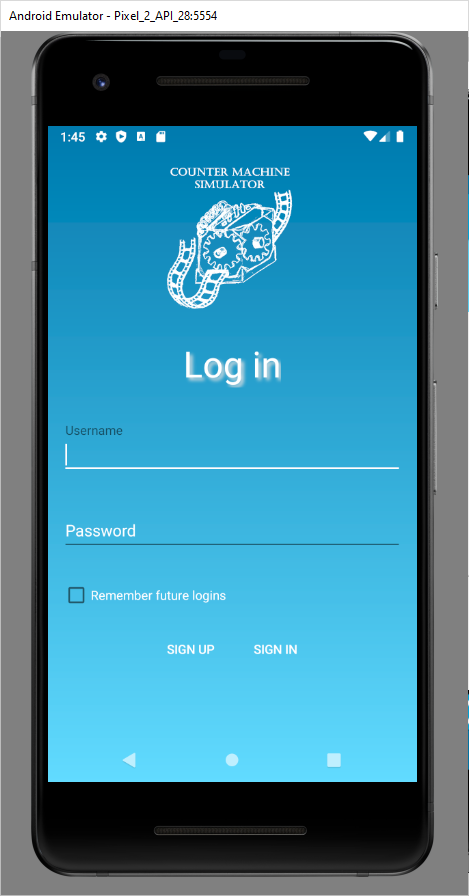 Android Emulator - Pixel_2_API_28:5554
1:45
A
COUNTER MACHINE
SIMULATOR
Log in
Username
Password
Remember future logins
SIGN UP SIGN IN